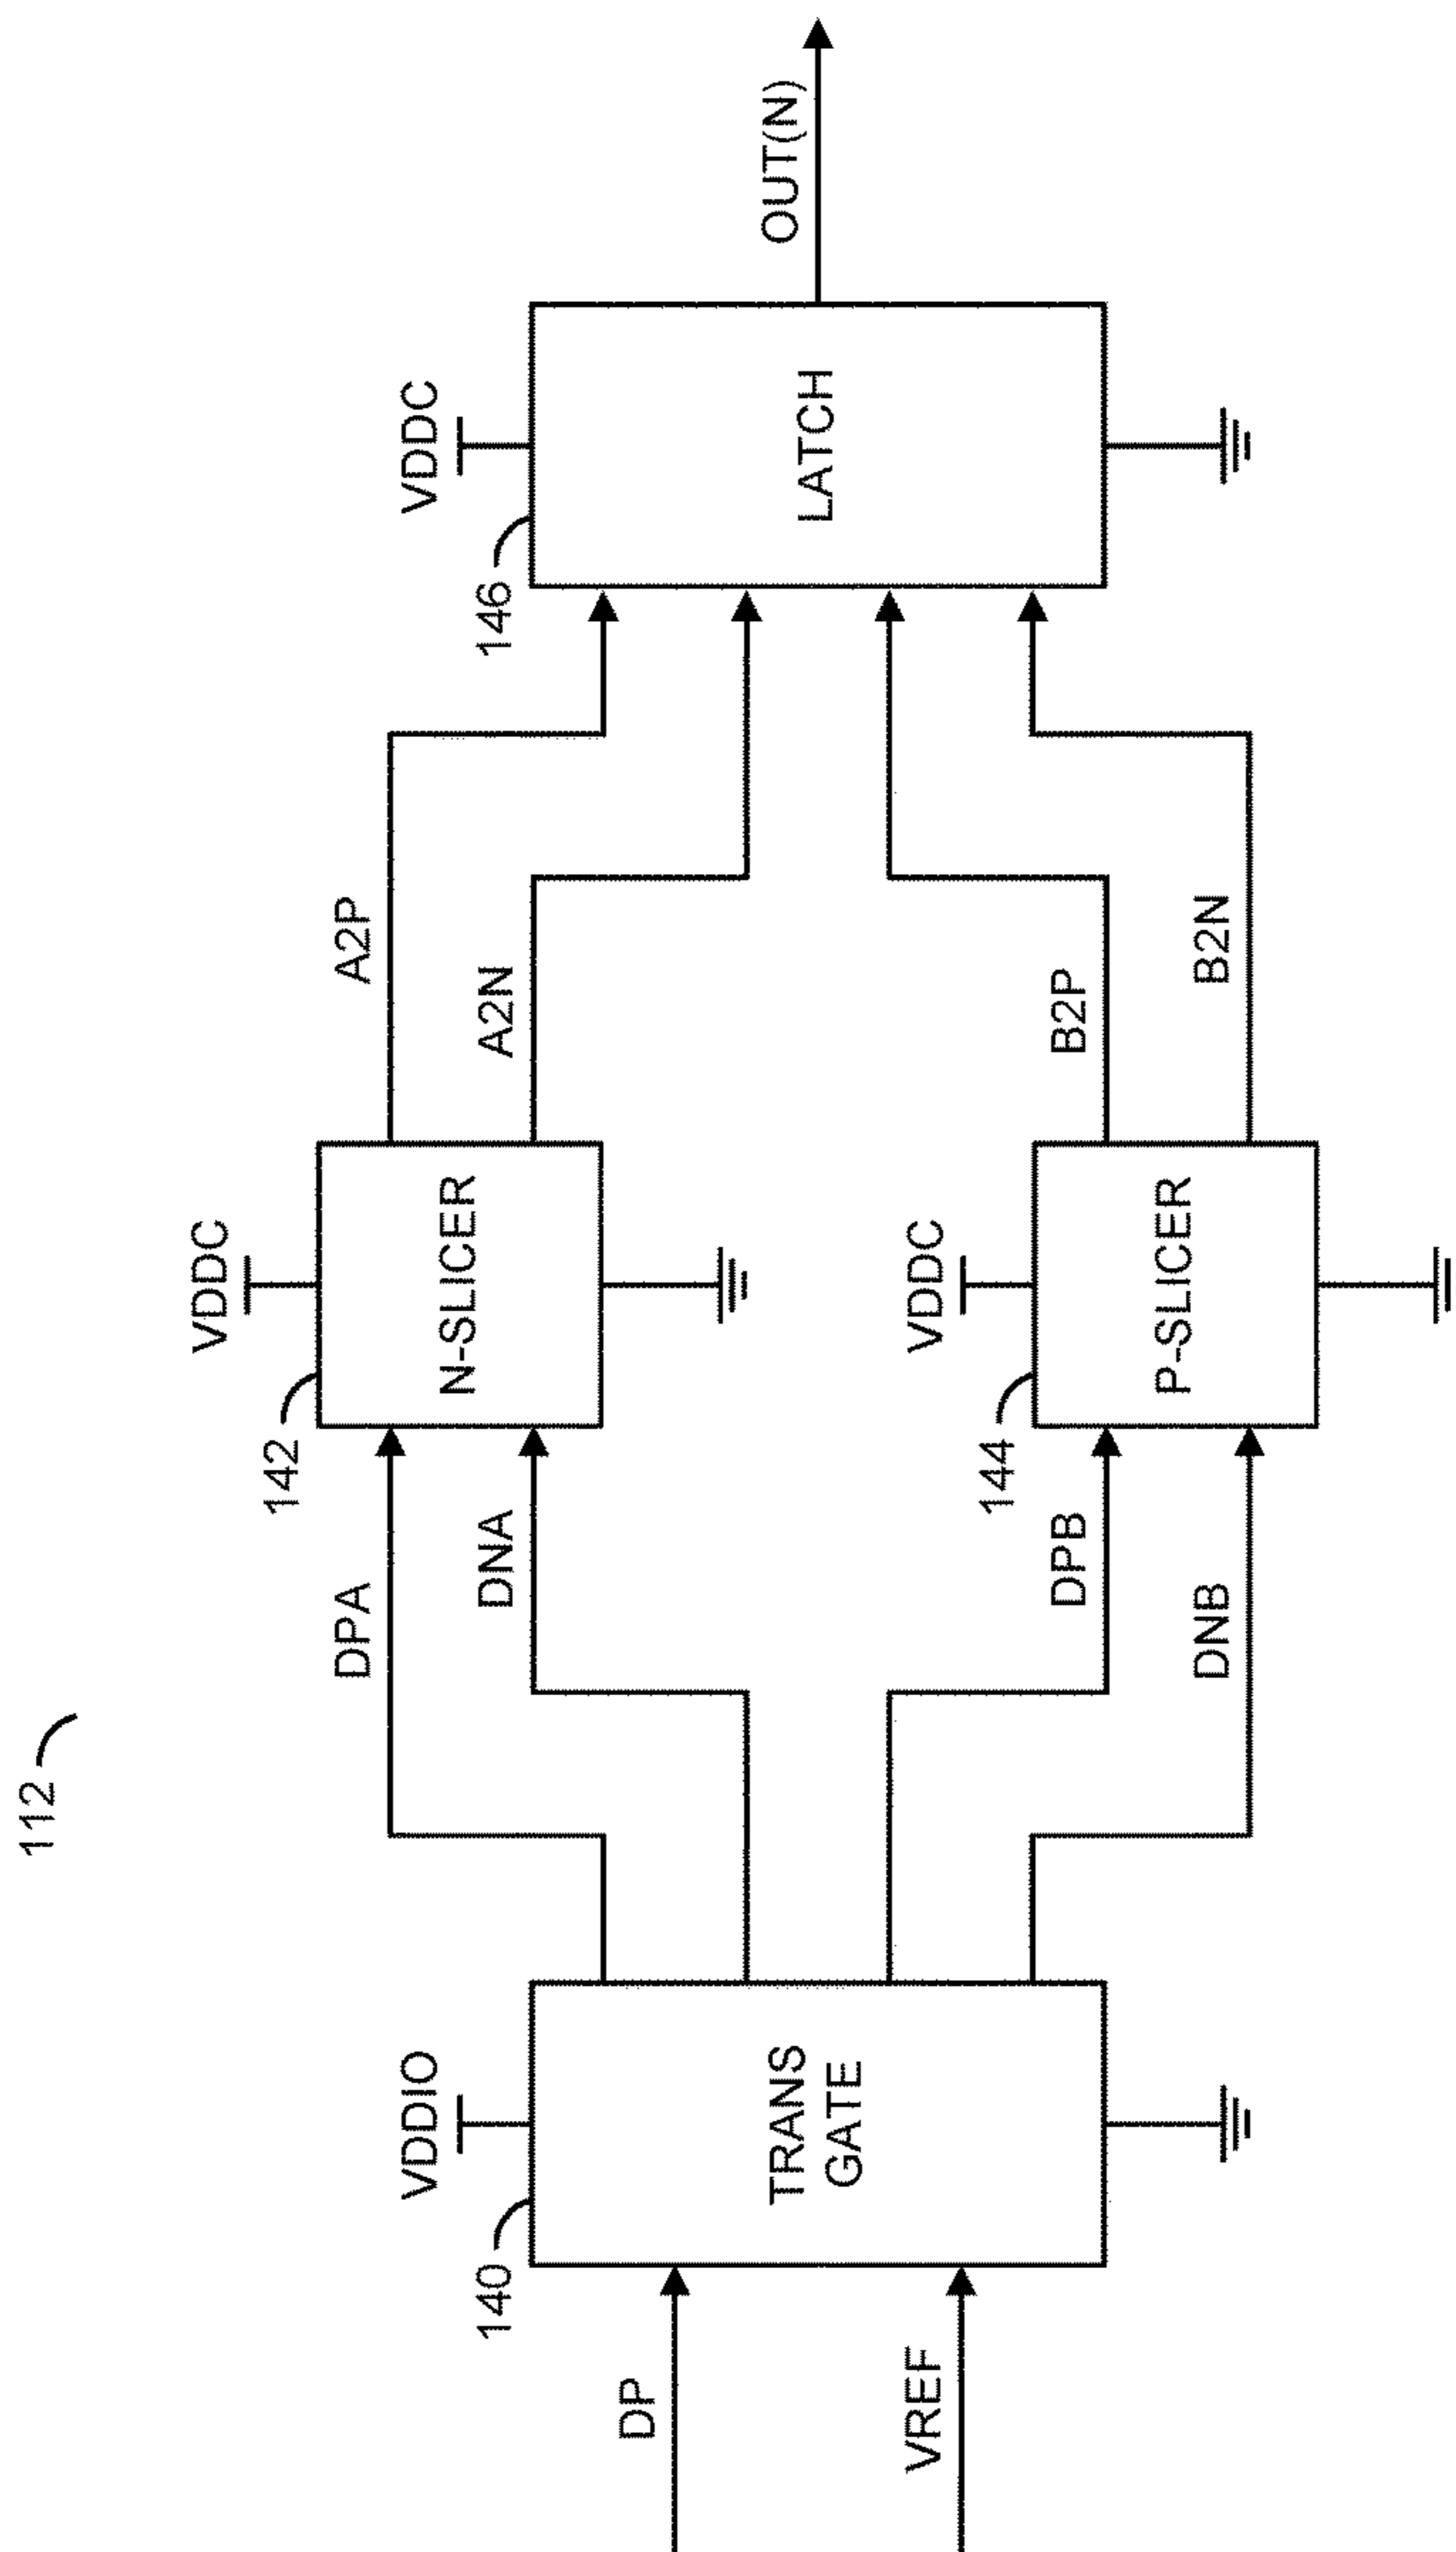 112
DP
VREF
140
VDDIO
TRANS
GATE
DPA
DNA
DPB
DNB
142
VDDC
N-SLICER
144
VDDC
P-SLICER
A2P
A2N
B2P
B2N
146
VDDC
LATCH
OUT(N)